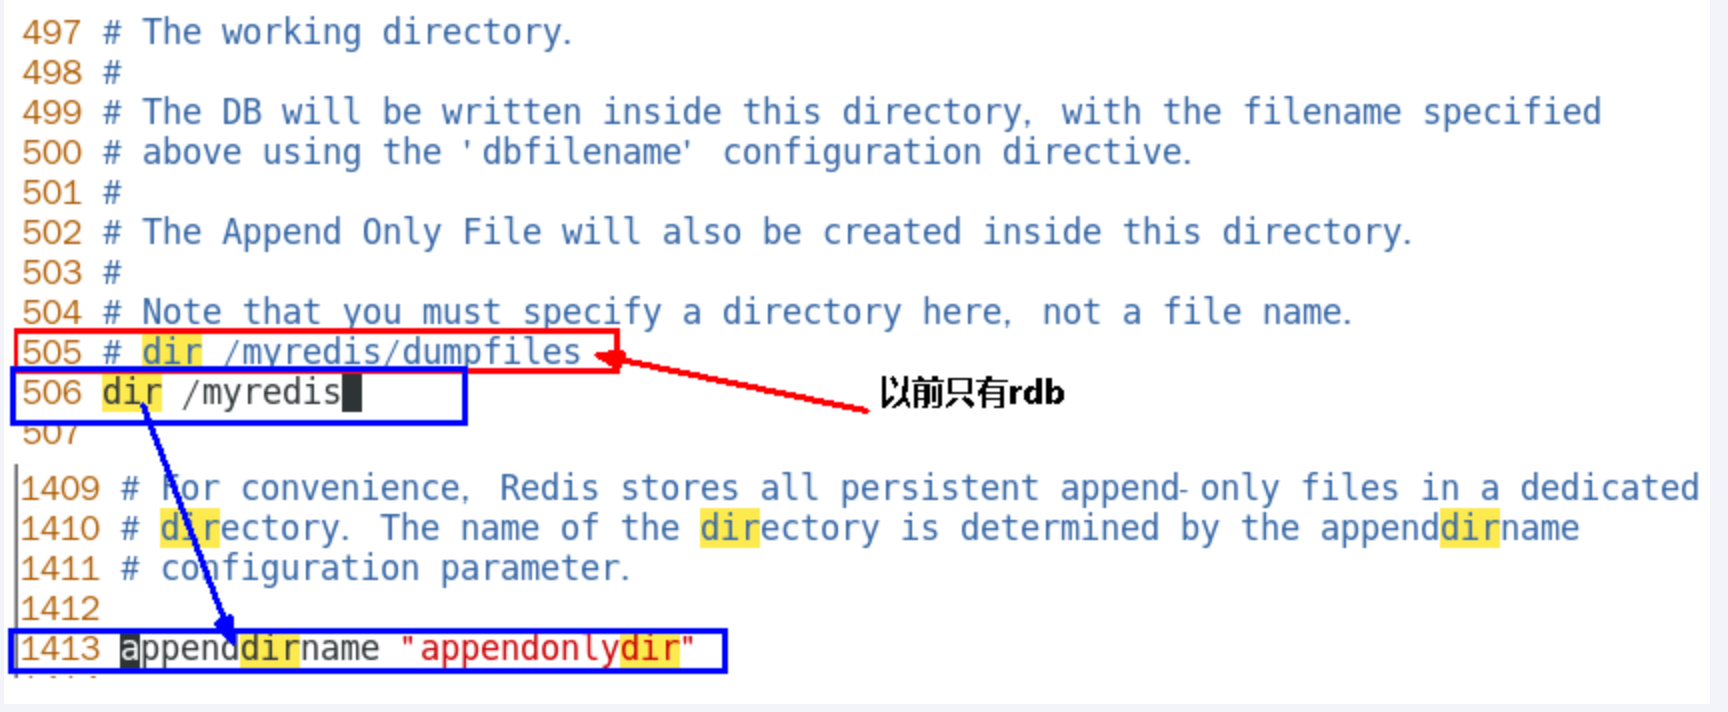 497 # The working directory.
498 #
499 # The DB will be written inside this directory, with the filename specified
500 # above using the 'dbfilename' configuration directive.
501 #
502 # The Append Only File will also be created inside this directory.
503 #
504 # Note that you must specify a directory here, not a file name.
505 # dir /myredis/dumpfiles
506 dir /myredis
以前只有rdb
507
1409 # For convenience, Redis stores all persistent append-only files in a dedicated
1410 # directory. The name of the directory is determined by the appenddirname
1411 # configuration parameter.
1412
1413 appenddirname "appendonlydir"